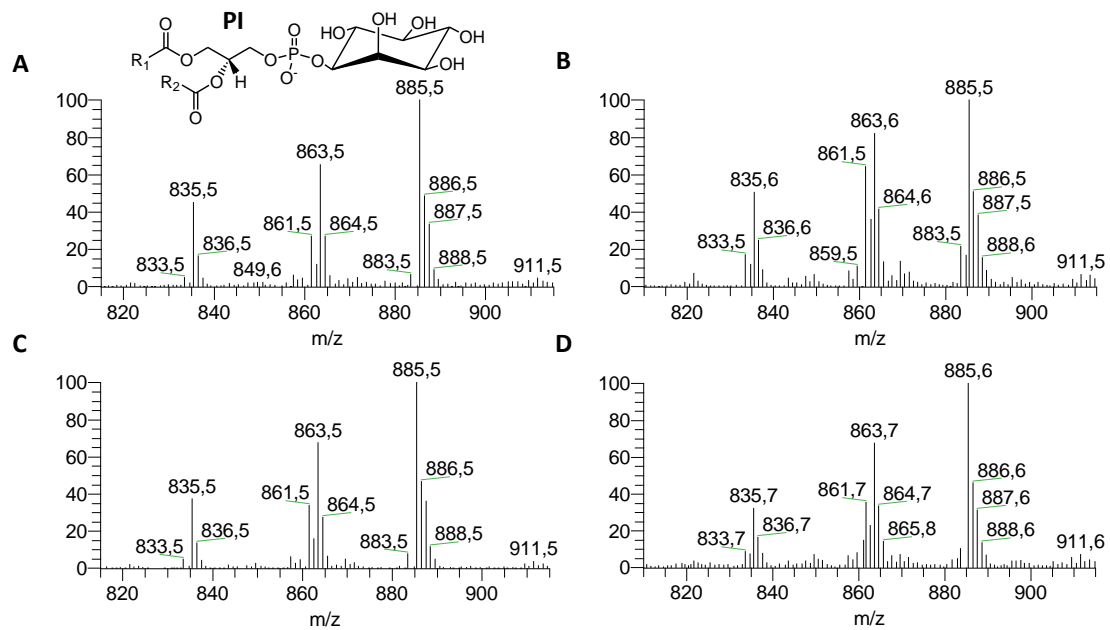 PI
O
R₁
O
R₂
O
O
H
O
O
P
O⁻
O
HO
OH
HO
OH
OH
OH
A
100
80
60
40
20
0
833,5
835,5
836,5
849,6
861,5
863,5
864,5
883,5
885,5
886,5
887,5
888,5
911,5
820 840 860 880 900
m/z
B
100
80
60
40
20
0
833,5
835,6
836,6
859,5
861,5
863,6
864,6
883,5
885,5
886,5
887,5
888,6
911,5
820 840 860 880 900
m/z
C
100
80
60
40
20
0
833,5
835,5
836,5
861,5
863,5
864,5
883,5
885,5
886,5
888,5
911,5
820 840 860 880 900
m/z
D
100
80
60
40
20
0
833,7
835,7
836,7
861,7
863,7
864,7
865,8
885,6
886,6
887,6
888,6
911,6
820 840 860 880 900
m/z